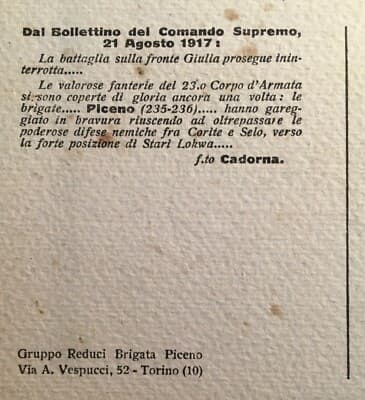 Dal Bollettino del Comando Supremo,
21 Agosto 1917:
La battaglia sulla fronte Giulia prosegue inin-
terrotta.....
Le valorose fanterie del 23.o Corpo d'Armata
si sono coperte di gloria ancora una volta: le
brigate..... Piceno (235-236)..... hanno gareg-
giato in bravura riuscendo ad oltrepassare le
poderose difese nemiche fra Corite e Selo, verso
la forte posizione di Stari Lokwa.....
f.to Cadorna.
Gruppo Reduci Brigata Piceno
Via A. Vespucci, 52 - Torino (10)